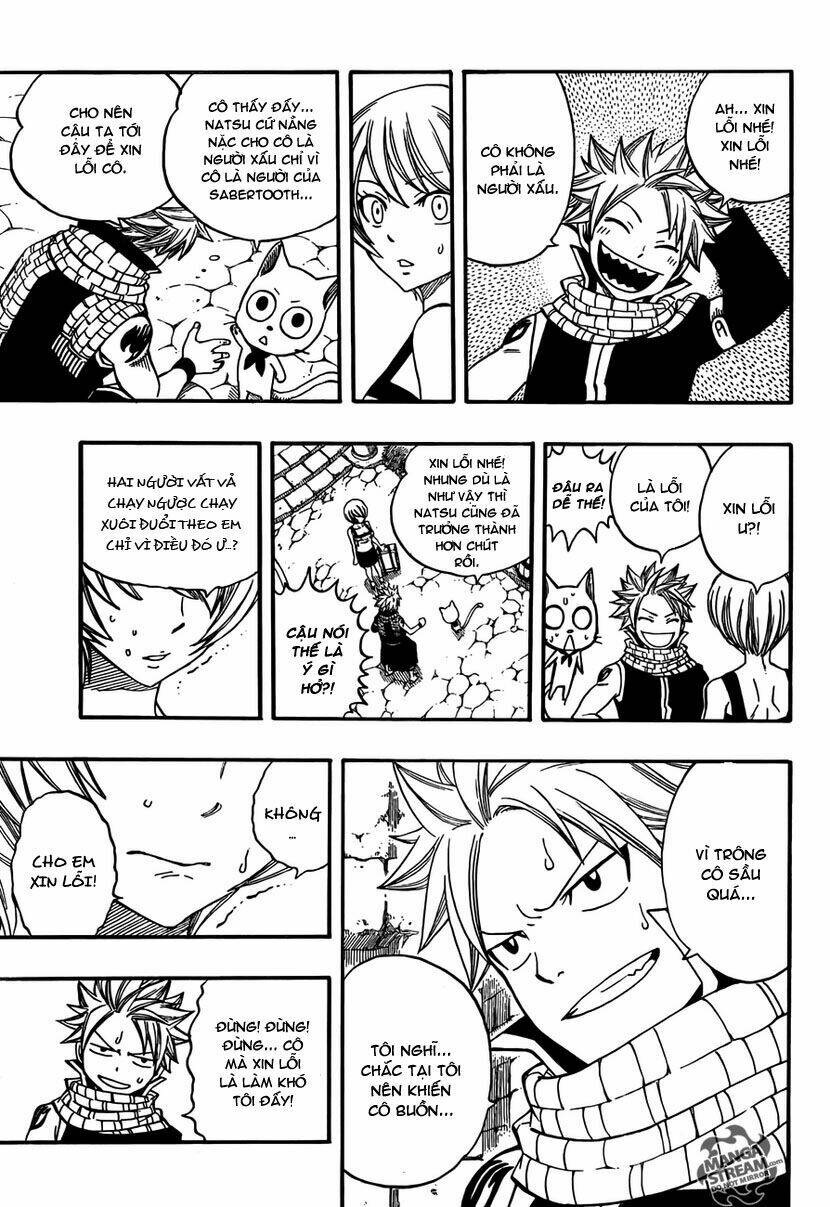 AH... XIN
LỖI NHÉ!
XIN LỖI
NHÉ!
CÔ KHÔNG
PHẢI LÀ
NGƯỜI XẤU.
CÔ THẤY ĐẤY...
NATSU CỨ NẰNG
NẶC CHO CÔ LÀ
NGƯỜI XẤU CHỈ VÌ
CÔ LÀ NGƯỜI CỦA
SABERTOOTH...
CHO NÊN
CẬU TA TỚI
ĐÂY ĐỂ XIN
LỖI CÔ.
XIN LỖI
Ư?!
LÀ LỖI
CỦA TÔI!
ĐÂU RA
DỄ THẾ!
XIN LỖI NHÉ!
NHƯNG DÙ LÀ
NHƯ VẬY THÌ
NATSU CŨNG ĐÃ
TRƯỞNG THÀNH
HƠN CHÚT
RỒI.
CẬU NÓI
THẾ LÀ
Ý GÌ
HỞ?!
HAI NGƯỜI VẤT VẢ
CHẠY NGƯỢC CHẠY
XUÔI ĐUỔI THEO EM
CHỈ VÌ ĐIỀU ĐÓ Ư...?
VÌ TRÔNG
CÔ SẦU
QUÁ...
TÔI NGHĨ...
CHẮC TẠI TÔI
NÊN KHIẾN
CÔ BUỒN...
KHÔNG
...
CHO EM
XIN LỖI!
ĐỪNG! ĐỪNG!
ĐỪNG... CÔ
MÀ XIN LỖI
LÀ LÀM KHÓ
TÔI ĐẤY!
MANGA
STREAM.com
DO NOT MIRROR